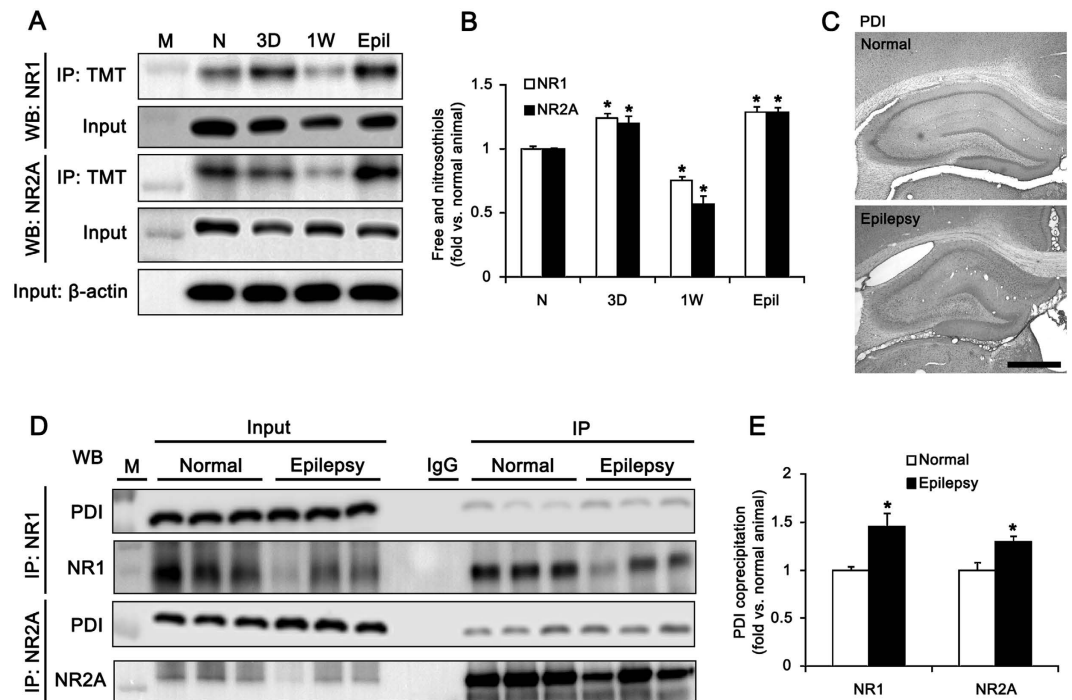 A
M N 3D 1W Epil
WB: NR1
IP: TMT
Input
WB: NR2A
IP: TMT
Input
Input: β-actin
B
NR1
NR2A
Free and nitrosothiols
(fold vs. normal animal)
1.5
1
0.5
0
* * * * * *
N 3D 1W Epil
C
PDI
Normal
Epilepsy
D
Input IP
WB M Normal Epilepsy IgG Normal Epilepsy
IP: NR1
PDI
NR1
IP: NR2A
PDI
NR2A
E
Normal
Epilepsy
PDI coprecipitation
(fold vs. normal animal)
2
1.5
1
0.5
0
* *
NR1 NR2A